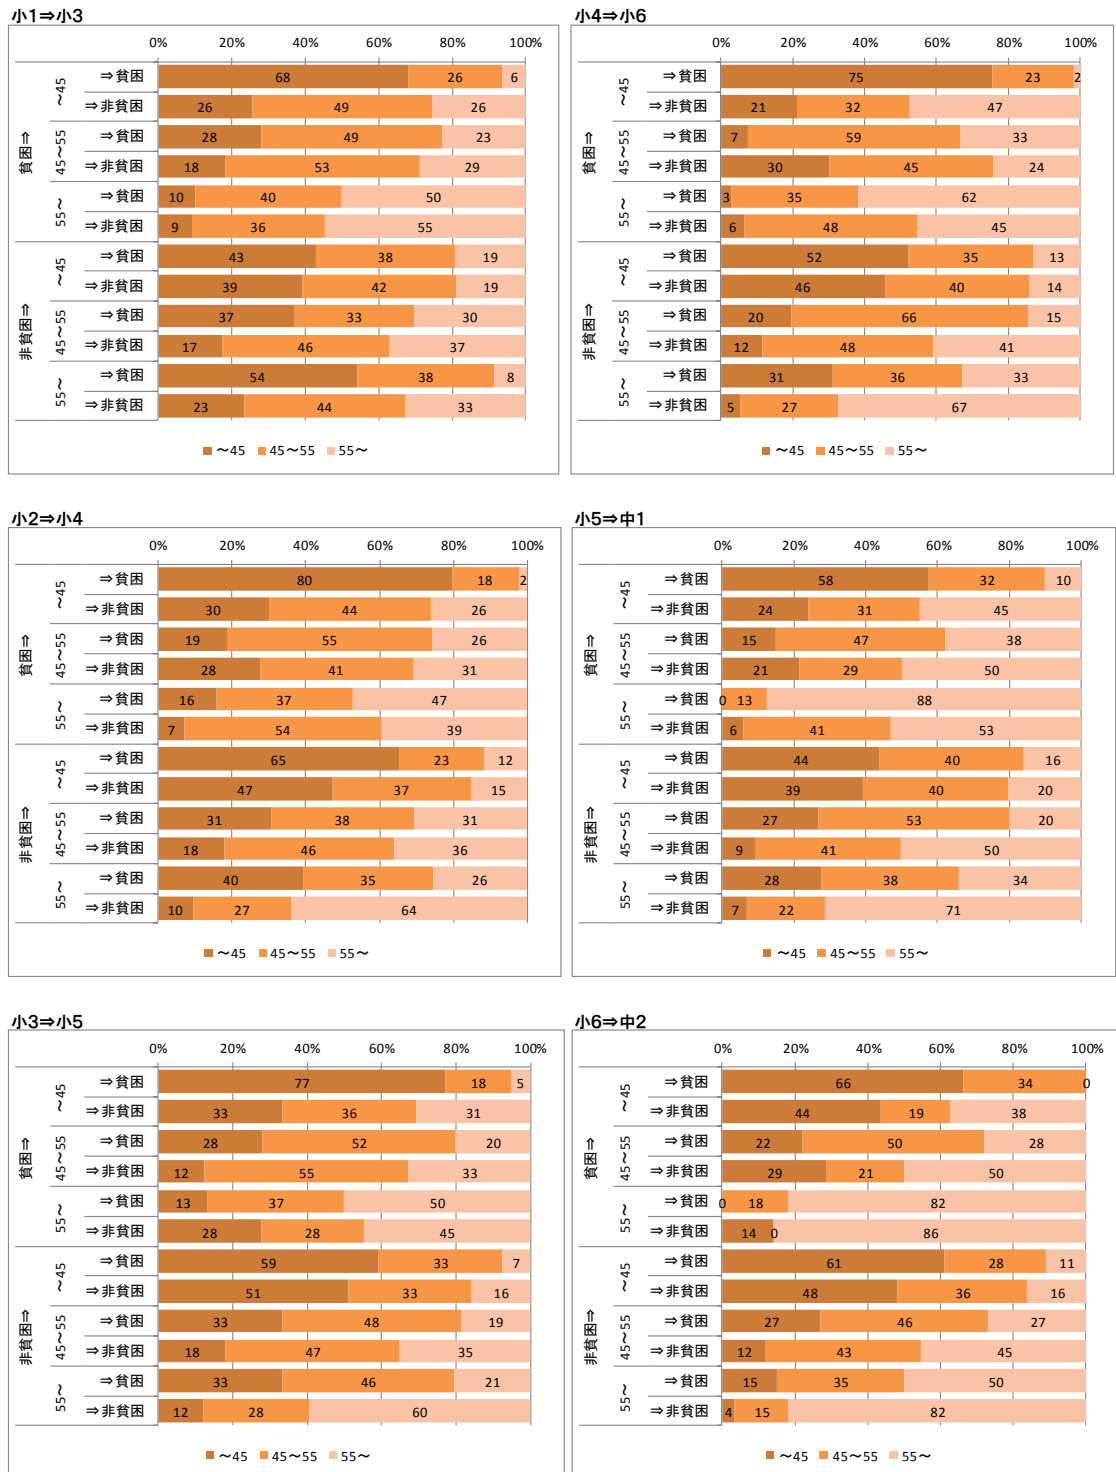 小1⇒小3
0% 20% 40% 60% 80% 100%
貧困⇒
～45
⇒貧困 68 26 6
⇒非貧困 26 49 26
45～55
⇒貧困 28 49 23
⇒非貧困 18 53 29
55～
⇒貧困 10 40 50
⇒非貧困 9 36 55
非貧困⇒
～45
⇒貧困 43 38 19
⇒非貧困 39 42 19
45～55
⇒貧困 37 33 30
⇒非貧困 17 46 37
55～
⇒貧困 54 38 8
⇒非貧困 23 44 33
～45 45～55 55～
小4⇒小6
0% 20% 40% 60% 80% 100%
貧困⇒
～45
⇒貧困 75 23 2
⇒非貧困 21 32 47
45～55
⇒貧困 7 59 33
⇒非貧困 30 45 24
55～
⇒貧困 3 35 62
⇒非貧困 6 48 45
非貧困⇒
～45
⇒貧困 52 35 13
⇒非貧困 46 40 14
45～55
⇒貧困 20 66 15
⇒非貧困 12 48 41
55～
⇒貧困 31 36 33
⇒非貧困 5 27 67
～45 45～55 55～
小2⇒小4
0% 20% 40% 60% 80% 100%
貧困⇒
～45
⇒貧困 80 18 2
⇒非貧困 30 44 26
45～55
⇒貧困 19 55 26
⇒非貧困 28 41 31
55～
⇒貧困 16 37 47
⇒非貧困 7 54 39
非貧困⇒
～45
⇒貧困 65 23 12
⇒非貧困 47 37 15
45～55
⇒貧困 31 38 31
⇒非貧困 18 46 36
55～
⇒貧困 40 35 26
⇒非貧困 10 27 64
～45 45～55 55～
小5⇒中1
0% 20% 40% 60% 80% 100%
貧困⇒
～45
⇒貧困 58 32 10
⇒非貧困 24 31 45
45～55
⇒貧困 15 47 38
⇒非貧困 21 29 50
55～
⇒貧困 0 13 88
⇒非貧困 6 41 53
非貧困⇒
～45
⇒貧困 44 40 16
⇒非貧困 39 40 20
45～55
⇒貧困 27 53 20
⇒非貧困 9 41 50
55～
⇒貧困 28 38 34
⇒非貧困 7 22 71
～45 45～55 55～
小3⇒小5
0% 20% 40% 60% 80% 100%
貧困⇒
～45
⇒貧困 77 18 5
⇒非貧困 33 36 31
45～55
⇒貧困 28 52 20
⇒非貧困 12 55 33
55～
⇒貧困 13 37 50
⇒非貧困 28 28 45
非貧困⇒
～45
⇒貧困 59 33 7
⇒非貧困 51 33 16
45～55
⇒貧困 33 48 19
⇒非貧困 18 47 35
55～
⇒貧困 33 46 21
⇒非貧困 12 28 60
～45 45～55 55～
小6⇒中2
0% 20% 40% 60% 80% 100%
貧困⇒
～45
⇒貧困 66 34 0
⇒非貧困 44 19 38
45～55
⇒貧困 22 50 28
⇒非貧困 29 21 50
55～
⇒貧困 0 18 82
⇒非貧困 14 0 86
非貧困⇒
～45
⇒貧困 61 28 11
⇒非貧困 48 36 16
45～55
⇒貧困 27 46 27
⇒非貧困 12 43 45
55～
⇒貧困 15 35 50
⇒非貧困 4 15 82
～45 45～55 55～